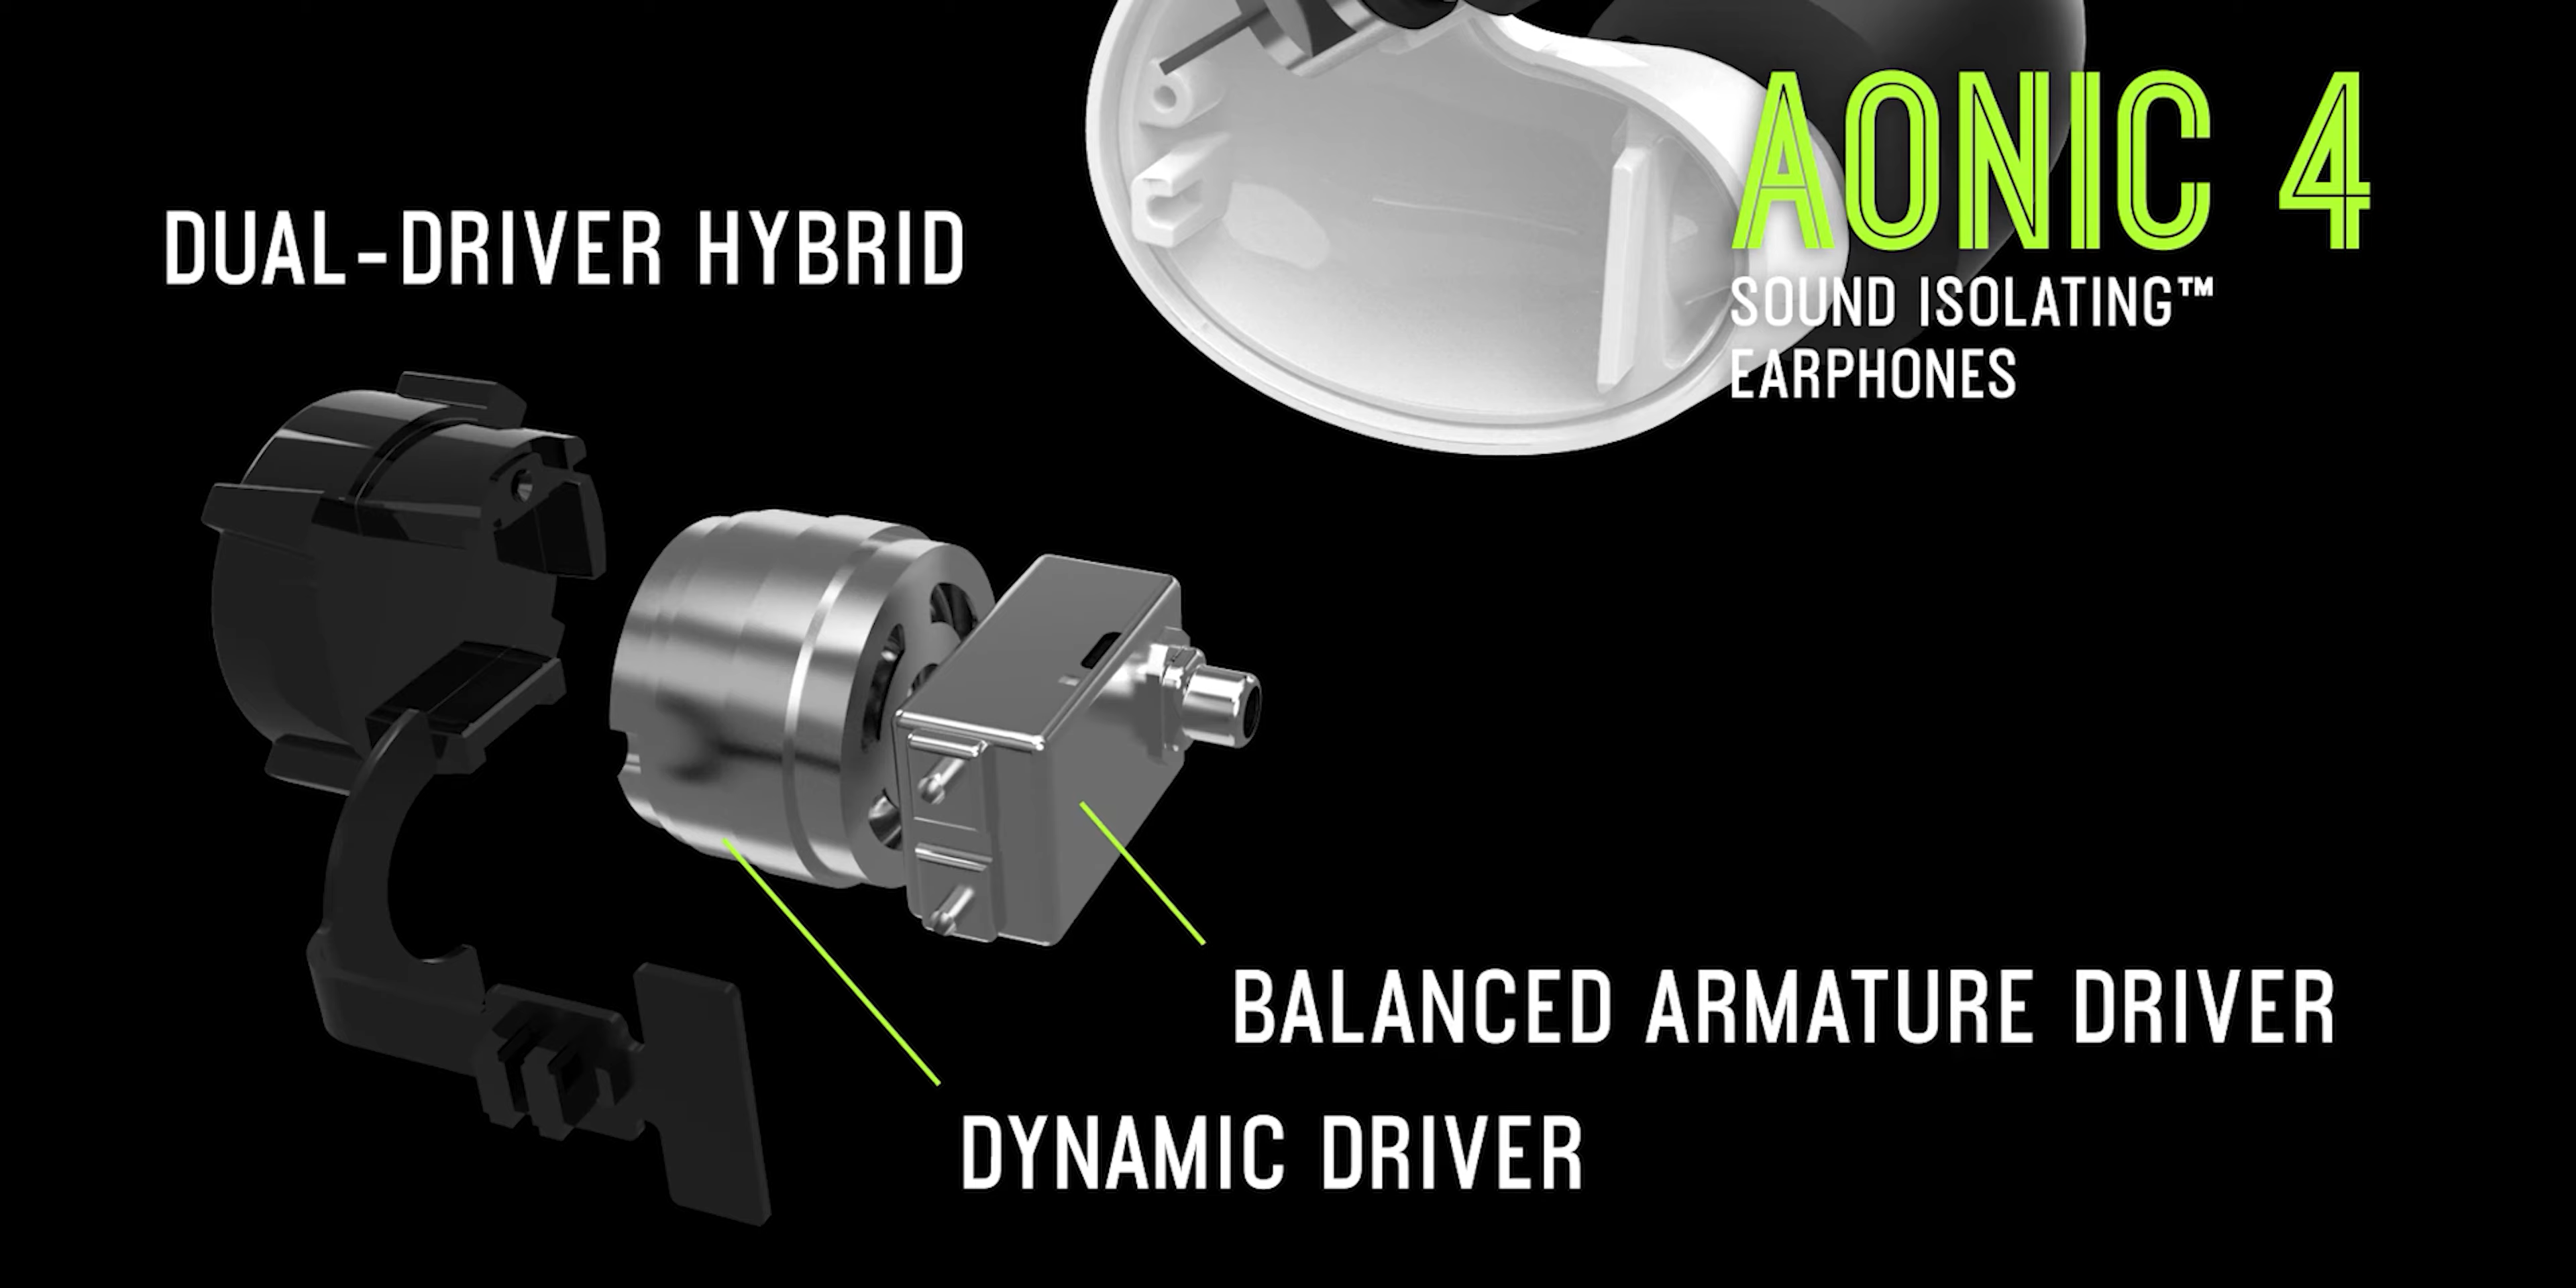 AONIC 4
SOUND ISOLATING™
EARPHONES
DUAL-DRIVER HYBRID
BALANCED ARMATURE DRIVER
DYNAMIC DRIVER